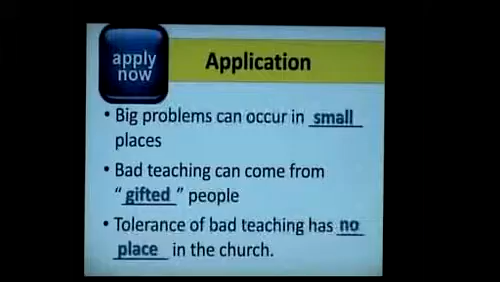 apply
now
Application
• Big problems can occur in small
places
• Bad teaching can come from
“gifted” people
• Tolerance of bad teaching has no
place in the church.